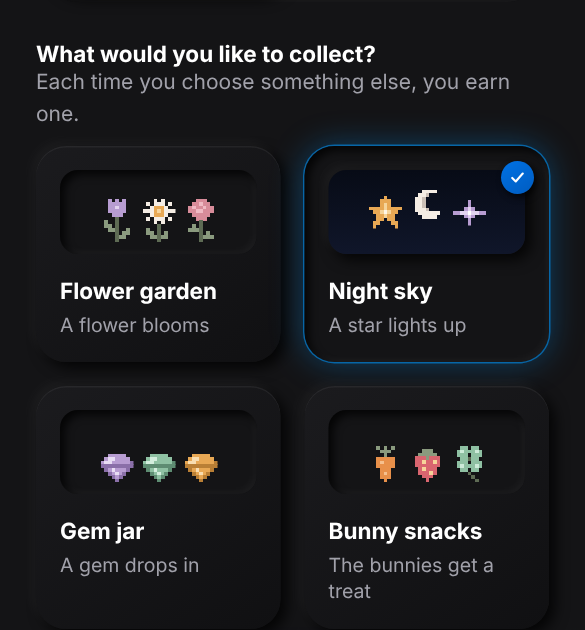 What would you like to collect?
Each time you choose something else, you earn
one.
Flower garden
A flower blooms
Night sky
A star lights up
Gem jar
A gem drops in
Bunny snacks
The bunnies get a
treat